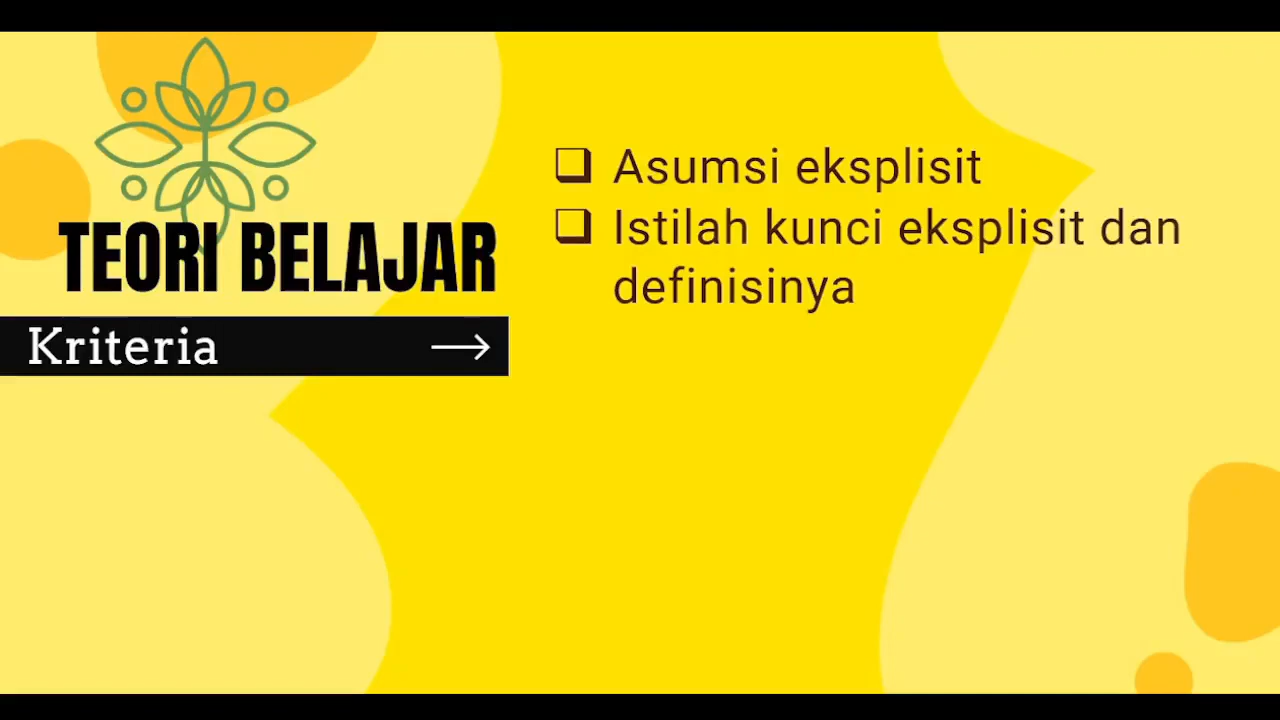 TEORI BELAJAR
Kriteria
Asumsi eksplisit
Istilah kunci eksplisit dan
definisinya